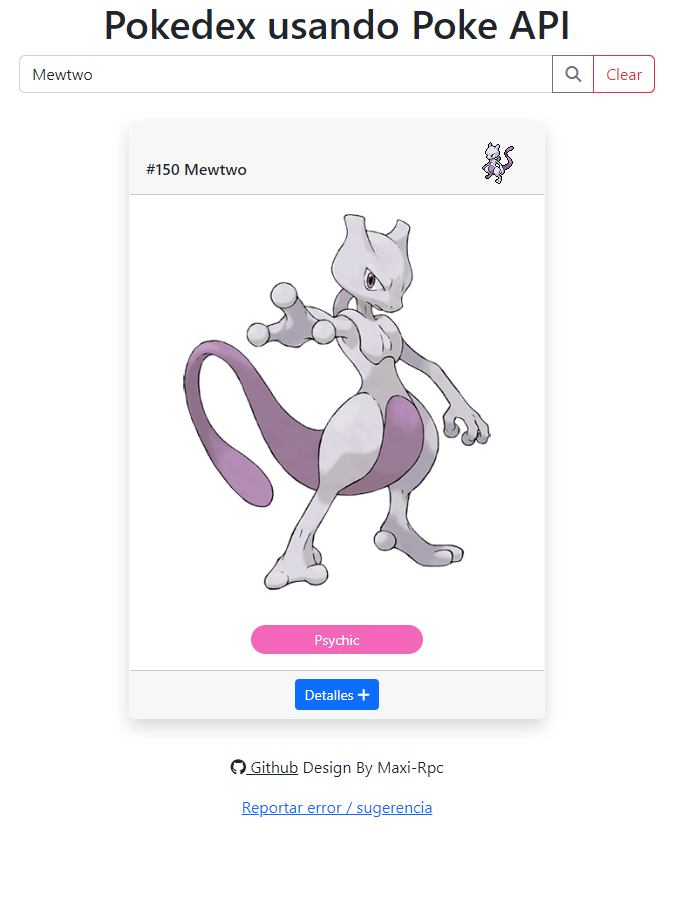 Pokedex usando Poke API
Mewtwo
Clear
#150 Mewtwo
Psychic
Detalles +
Github Design By Maxi-Rpc
Reportar error / sugerencia